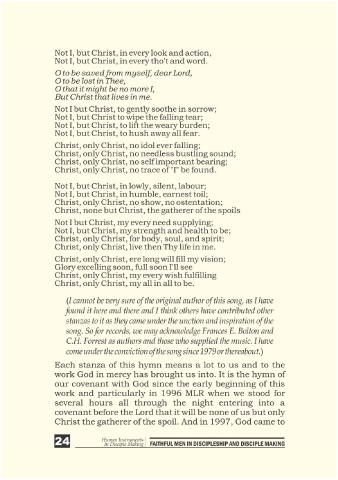 Not I, but Christ, in every look and action,
Not I, but Christ, in every tho't and word.
O to be saved from myself, dear Lord,
O to be lost in Thee,
O that it might be no more I,
But Christ that lives in me.
Not I but Christ, to gently soothe in sorrow;
Not I, but Christ to wipe the falling tear;
Not I, but Christ, to lift the weary burden;
Not I, but Christ, to hush away all fear.
Christ, only Christ, no idol ever falling;
Christ, only Christ, no needless bustling sound;
Christ, only Christ, no self important bearing;
Christ, only Christ, no trace of "I" be found.
Not I, but Christ, in lowly, silent, labour;
Not I, but Christ, in humble, earnest toil;
Christ, only Christ, no show, no ostentation;
Christ, none but Christ, the gatherer of the spoils
Not I but Christ, my every need supplying;
Not I, but Christ, my strength and health to be;
Christ, only Christ, for body, soul, and spirit;
Christ, only Christ, live then Thy life in me.
Christ, only Christ, ere long will fill my vision;
Glory excelling soon, full soon I'll see
Christ, only Christ, my every wish fulfilling
Christ, only Christ, my all in all to be.
(I cannot be very sure of the original author of this song, as I have
found it here and there and I think others have contributed other
stanzas to it as they came under the unction and inspiration of the
song. So for records, we may acknowledge Frances E. Bolton and
C.H. Forrest as authors and those who supplied the music. I have
come under the conviction of the song since 1979 or thereabout.)
Each stanza of this hymn means a lot to us and to the
work God in mercy has brought us into. It is the hymn of
our covenant with God since the early beginning of this
work and particularly in 1996 MLR when we stood for
several hours all through the night entering into a
covenant before the Lord that it will be none of us but only
Christ the gatherer of the spoil. And in 1997, God came to
24
Human Instruments
In Disciple Making
FAITHFUL MEN IN DISCIPLESHIP AND DISCIPLE MAKING